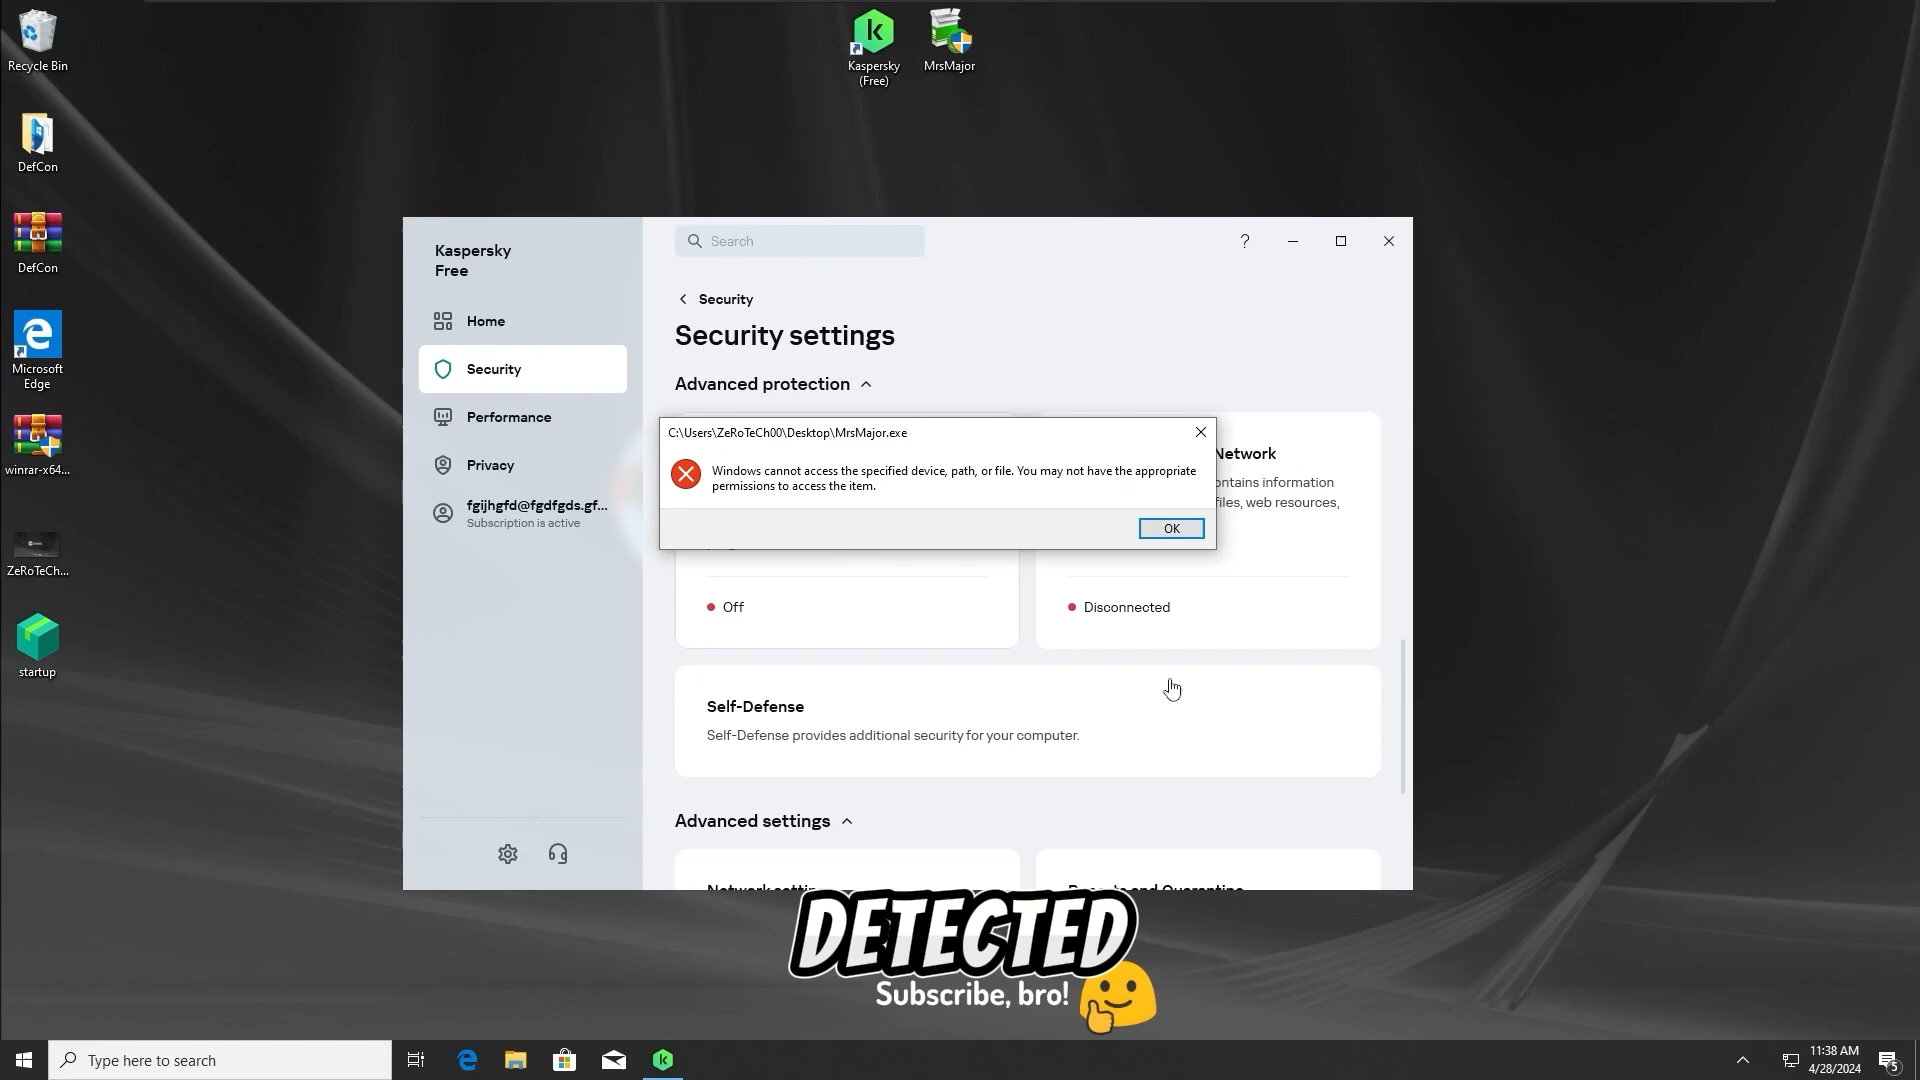 Recycle Bin
DefCon
DefCon
Microsoft
Edge
winrar-x64...
ZeRoTeCh...
startup
Kaspersky
(Free)
MrsMajor
Kaspersky
Free
Home
Security
Performance
Privacy
fgijhgfd@fgdfgds.gf...
Subscription is active
Search
Security
Security settings
Advanced protection
C:\Users\ZeRoTeCh00\Desktop\MrsMajor.exe
Windows cannot access the specified device, path, or file. You may not have the appropriate
permissions to access the item.
OK
Network
ontains information
files, web resources,
Off
Disconnected
Self-Defense
Self-Defense provides additional security for your computer.
Advanced settings
DETECTED
Subscribe, bro!
Type here to search
11:38 AM
4/28/2024
5